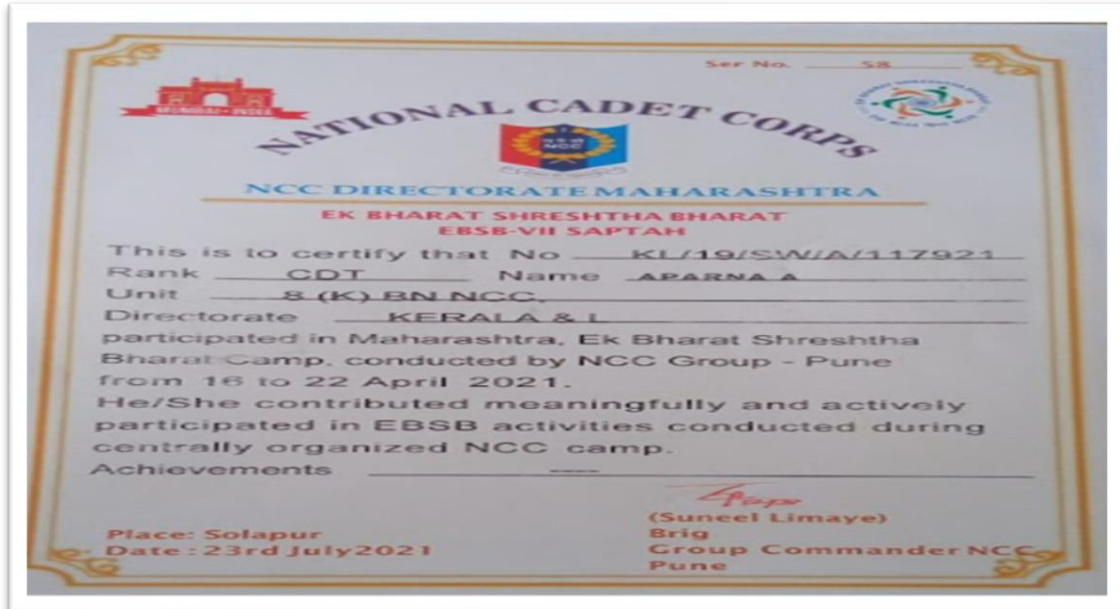 Ser No. 58
MUMBAI - INDIA
NATIONAL CADET CORPS
NCC
NCC DIRECTORATE MAHARASHTRA
EK BHARAT SHRESHTHA BHARAT
EBSB-VII SAPTAH
This is to certify that No KL/19/SW/A/117921
Rank CDT Name APARNA A
Unit 8 (K) BN NCC,
Directorate KERALA & L
participated in Maharashtra, Ek Bharat Shreshtha
Bharat Camp, conducted by NCC Group - Pune
from 16 to 22 April 2021.
He/She contributed meaningfully and actively
participated in EBSB activities conducted during
centrally organized NCC camp.
Achievements ----
(Suneel Limaye)
Place: Solapur Brig
Date : 23rd July2021 Group Commander NCC
Pune